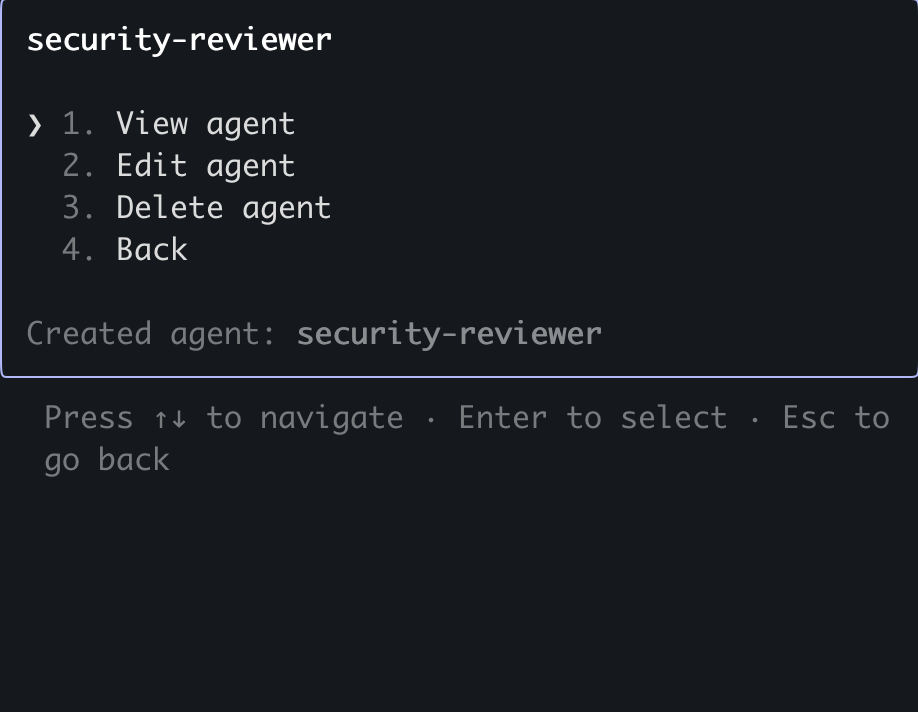 security-reviewer
❯ 1. View agent
2. Edit agent
3. Delete agent
4. Back
Created agent: security-reviewer
Press ↑↓ to navigate · Enter to select · Esc to
go back